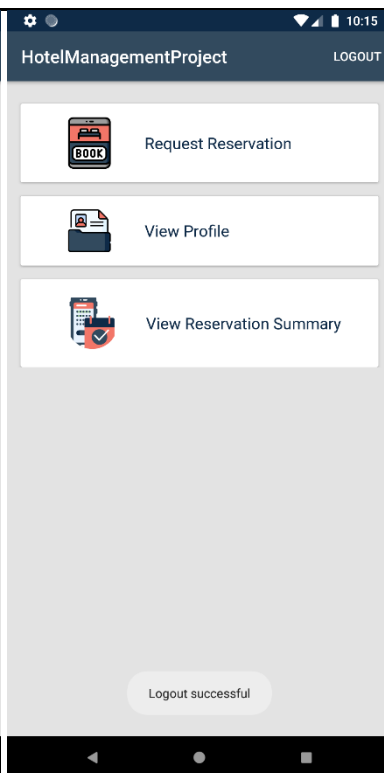 10:15
HotelManagementProject LOGOUT
BOOK
Request Reservation
View Profile
View Reservation Summary
Logout successful